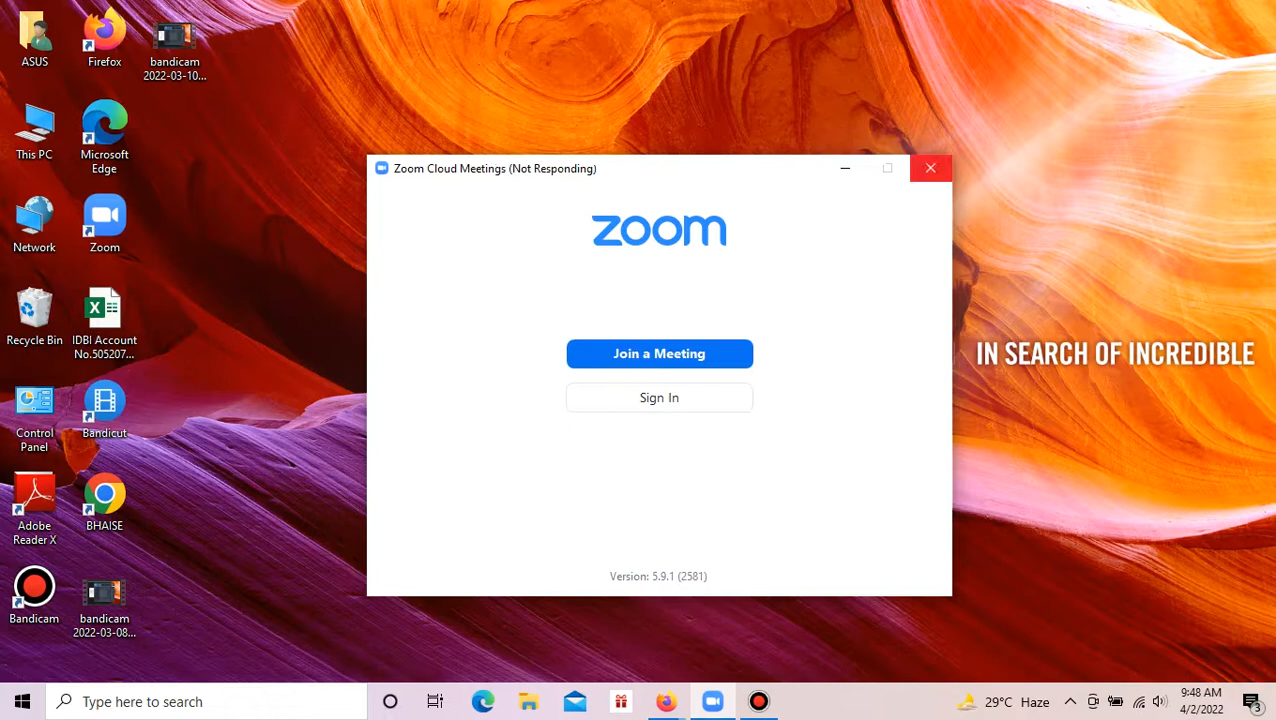 ASUS
Firefox
bandicam
2022-03-10...
This PC
Microsoft
Edge
Network
Zoom
Recycle Bin
IDBI Account
No.505207...
Control
Panel
Bandicut
Adobe
Reader X
BHAISE
Bandicam
bandicam
2022-03-08...
Zoom Cloud Meetings (Not Responding)
zoom
Join a Meeting
Sign In
Version: 5.9.1 (2581)
IN SEARCH OF INCREDIBLE
Type here to search
29°C Haze
9:48 AM
4/2/2022
3